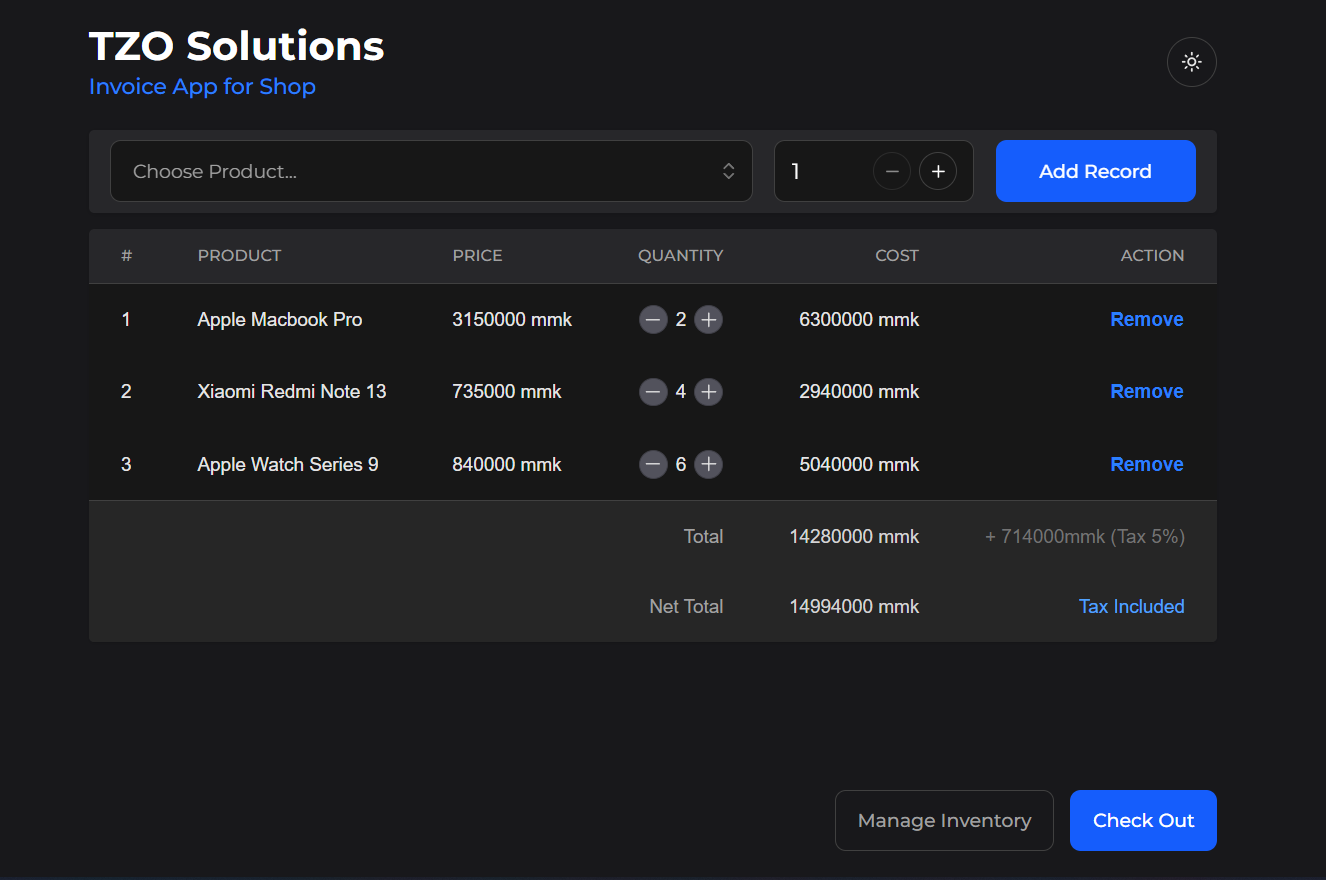 TZO Solutions
Invoice App for Shop
Choose Product... 1 Add Record
# PRODUCT PRICE QUANTITY COST ACTION
1 Apple Macbook Pro 3150000 mmk 2 6300000 mmk Remove
2 Xiaomi Redmi Note 13 735000 mmk 4 2940000 mmk Remove
3 Apple Watch Series 9 840000 mmk 6 5040000 mmk Remove
Total 14280000 mmk + 714000mmk (Tax 5%)
Net Total 14994000 mmk Tax Included
Manage Inventory Check Out